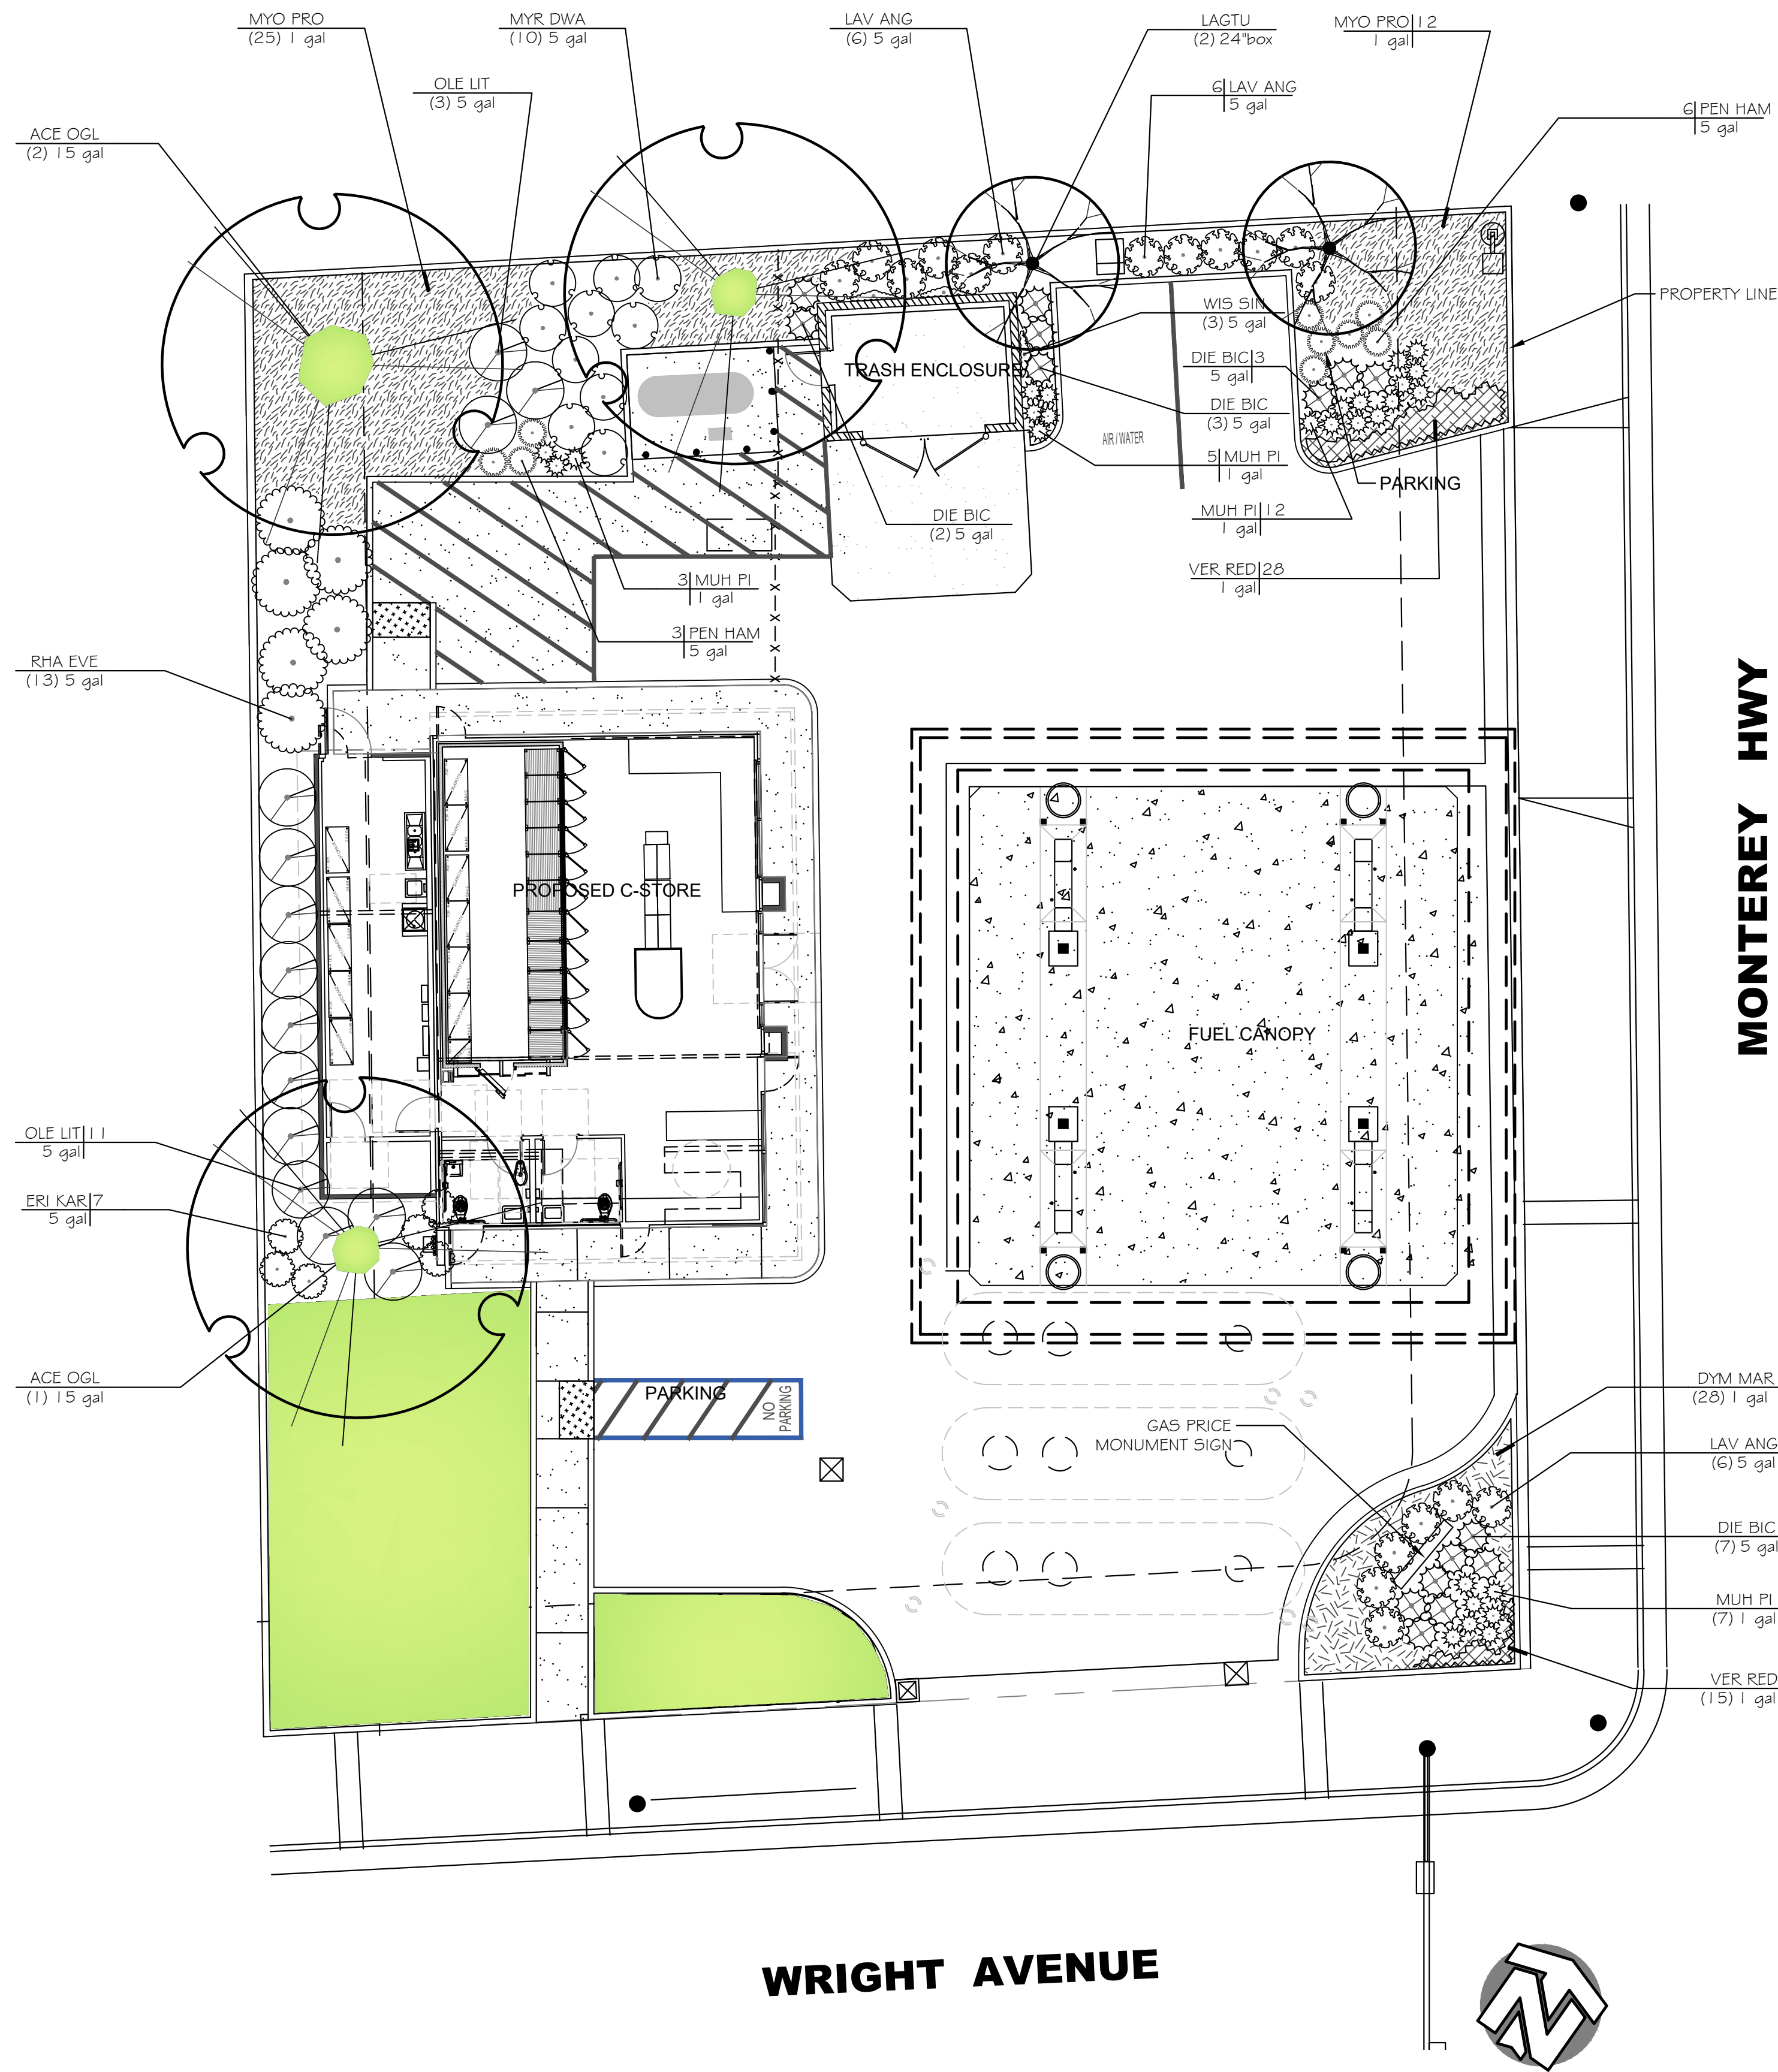 MYO PRO
(25) 1 gal
MYR DWA
(10) 5 gal
LAV ANG
(6) 5 gal
LAGTU
(2) 24"box
MYO PRO|12
1 gal
OLE LIT
(3) 5 gal
6|LAV ANG
5 gal
6|PEN HAM
5 gal
ACE OGL
(2) 15 gal
PROPERTY LINE
WIS SIN
(3) 5 gal
TRASH ENCLOSURE
DIE BIC|3
5 gal
DIE BIC
(3) 5 gal
AIR / WATER
5|MUH PI
1 gal
PARKING
MUH PI|12
1 gal
DIE BIC
(2) 5 gal
VER RED|28
1 gal
3|MUH PI
1 gal
3|PEN HAM
5 gal
RHA EVE
(13) 5 gal
MONTEREY HWY
PROPOSED C-STORE
FUEL CANOPY
OLE LIT|11
5 gal
ERI KAR|7
5 gal
ACE OGL
(1) 15 gal
PARKING
NO
PARKING
GAS PRICE
MONUMENT SIGN
DYM MAR
(28) 1 gal
LAV ANG
(6) 5 gal
DIE BIC
(7) 5 gal
MUH PI
(7) 1 gal
VER RED
(15) 1 gal
WRIGHT AVENUE
N